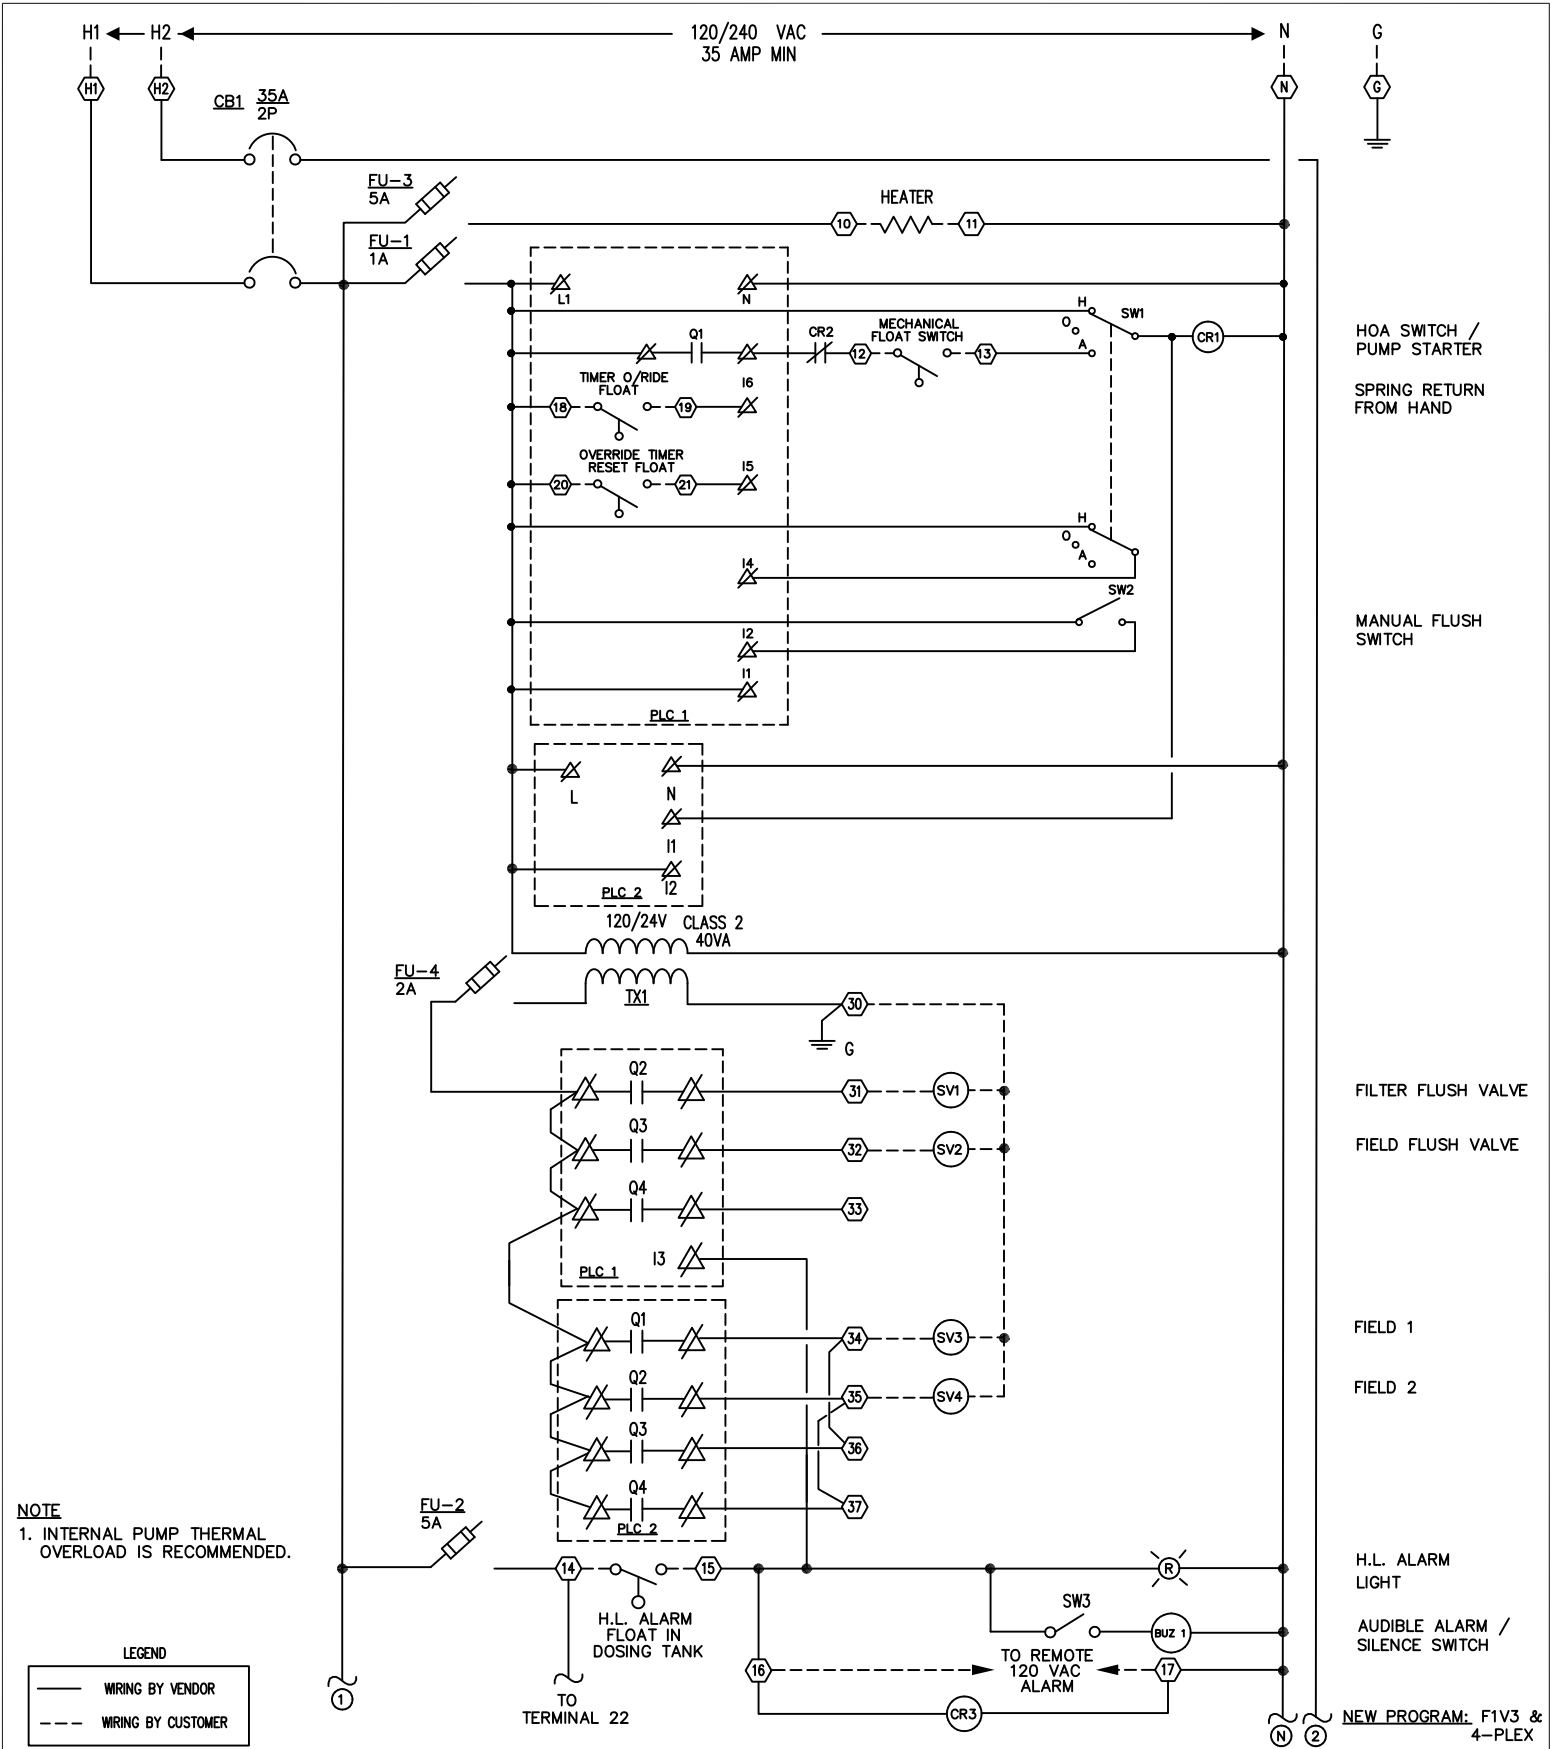 H1 H2 120/240 VAC N G
35 AMP MIN
H1 H2 N G
CB1 35A
2P
FU-3
5A
HEATER
10 11
FU-1
1A
L1 N
H SW1
O
A
CR1
HOA SWITCH /
PUMP STARTER
Q1 CR2 MECHANICAL
FLOAT SWITCH
12 13
SPRING RETURN
FROM HAND
TIMER O/RIDE
FLOAT
I6
18 19
OVERRIDE TIMER
RESET FLOAT
I5
20 21
H
O
A
I4
SW2
MANUAL FLUSH
SWITCH
I2
I1
PLC 1
L N
I1
I2
PLC 2
120/24V CLASS 2
40VA
FU-4
2A
TX1
30
G
Q2
31 SV1
FILTER FLUSH VALVE
Q3
32 SV2
FIELD FLUSH VALVE
Q4
33
I3
PLC 1
Q1
34 SV3
FIELD 1
Q2
35 SV4
FIELD 2
Q3
36
Q4
37
PLC 2
FU-2
5A
NOTE
1. INTERNAL PUMP THERMAL
OVERLOAD IS RECOMMENDED.
14 15
R
H.L. ALARM
LIGHT
H.L. ALARM
FLOAT IN
DOSING TANK
SW3
BUZ 1
AUDIBLE ALARM /
SILENCE SWITCH
16 17
TO REMOTE
120 VAC
ALARM
CR3
LEGEND
WIRING BY VENDOR
WIRING BY CUSTOMER
1
TO
TERMINAL 22
N 2
NEW PROGRAM: F1V3 &
4-PLEX